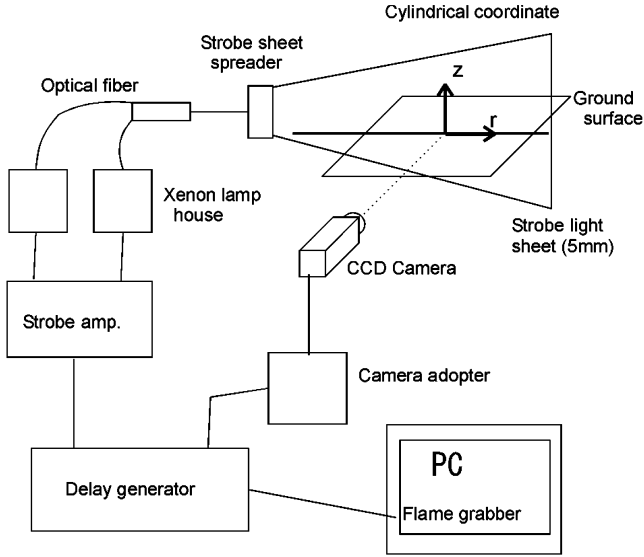 Cylindrical coordinate
Strobe sheet
spreader
Optical fiber
z
r
Ground
surface
Xenon lamp
house
Strobe light
sheet (5mm)
CCD Camera
Strobe amp.
Camera adopter
PC
Delay generator
Flame grabber